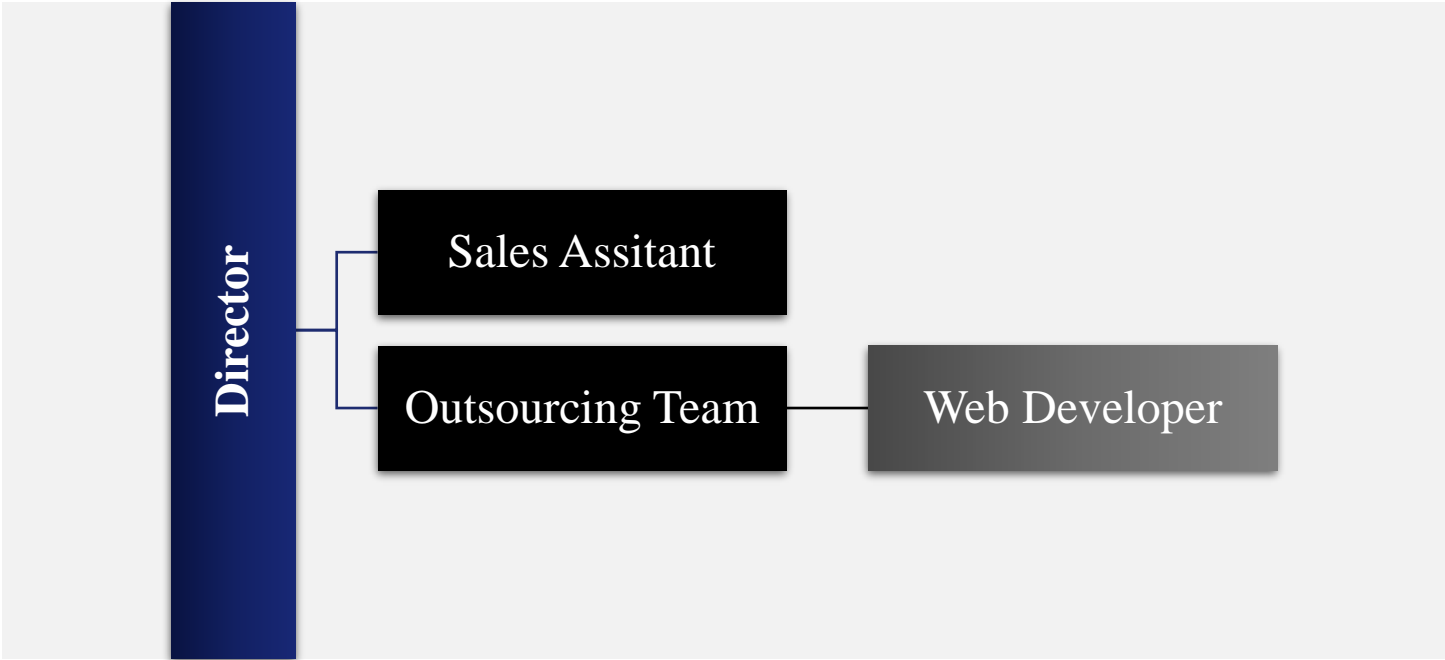 Director
Sales Assitant
Outsourcing Team
Web Developer